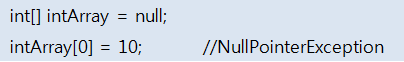 int[] intArray = null;
intArray[0] = 10; //NullPointerException